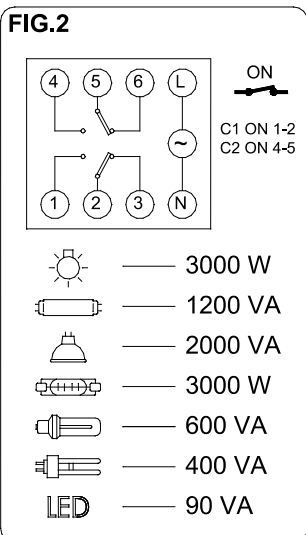 FIG.2
4 5 6 L
ON
~
C1 ON 1-2
C2 ON 4-5
1 2 3 N
3000 W
1200 VA
2000 VA
3000 W
600 VA
400 VA
LED 90 VA